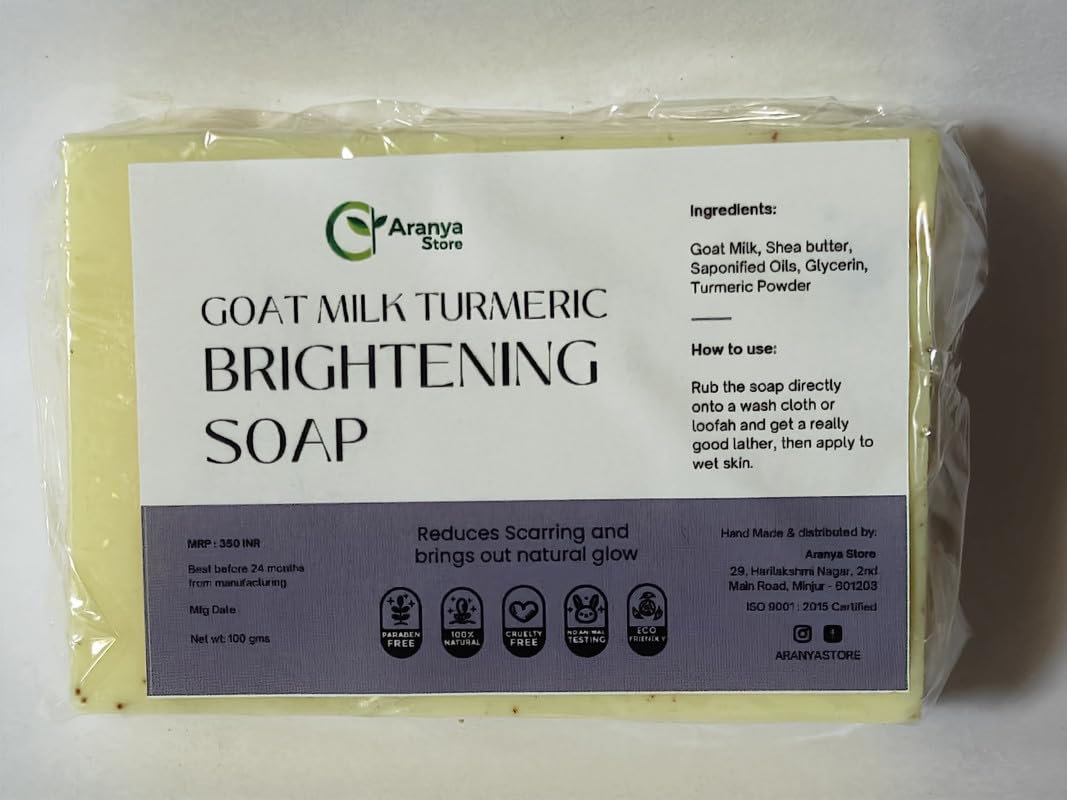 Aranya
Store
GOAT MILK TURMERIC
BRIGHTENING
SOAP
Ingredients:
Goat Milk, Shea butter,
Saponified Oils, Glycerin,
Turmeric Powder
How to use:
Rub the soap directly
onto a wash cloth or
loofah and get a really
good lather, then apply to
wet skin.
MRP : 350 INR
Best before 24 months
from manufacturing
Mfg Date
Net wt: 100 gms
Reduces Scarring and
brings out natural glow
PARABEN
FREE
100%
NATURAL
CRUELTY
FREE
NO ANIMAL
TESTING
ECO
FRIENDLY
Hand Made & distributed by:
Aranya Store
29, Harilakshmi Nagar, 2nd
Main Road, Minjur - 601203
ISO 9001 : 2015 Certified
ARANYASTORE